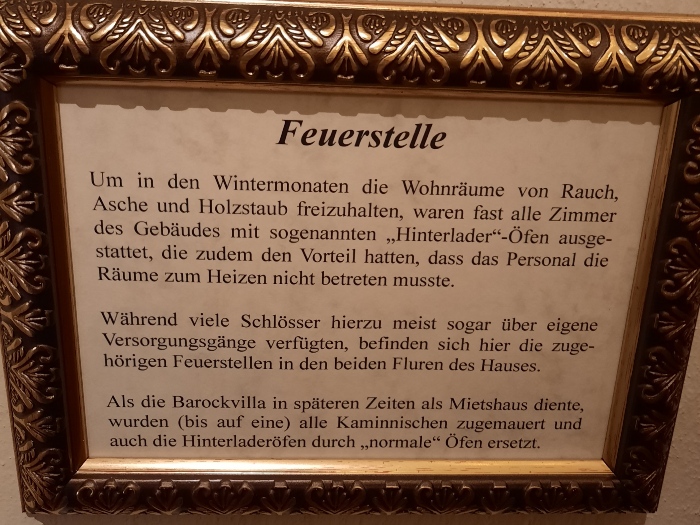 Feuerstelle
Um in den Wintermonaten die Wohnräume von Rauch,
Asche und Holzstaub freizuhalten, waren fast alle Zimmer
des Gebäudes mit sogenannten „Hinterlader“-Öfen ausge-
stattet, die zudem den Vorteil hatten, dass das Personal die
Räume zum Heizen nicht betreten musste.
Während viele Schlösser hierzu meist sogar über eigene
Versorgungsgänge verfügten, befinden sich hier die zuge-
hörigen Feuerstellen in den beiden Fluren des Hauses.
Als die Barockvilla in späteren Zeiten als Mietshaus diente,
wurden (bis auf eine) alle Kaminnischen zugemauert und
auch die Hinterladeröfen durch „normale“ Öfen ersetzt.